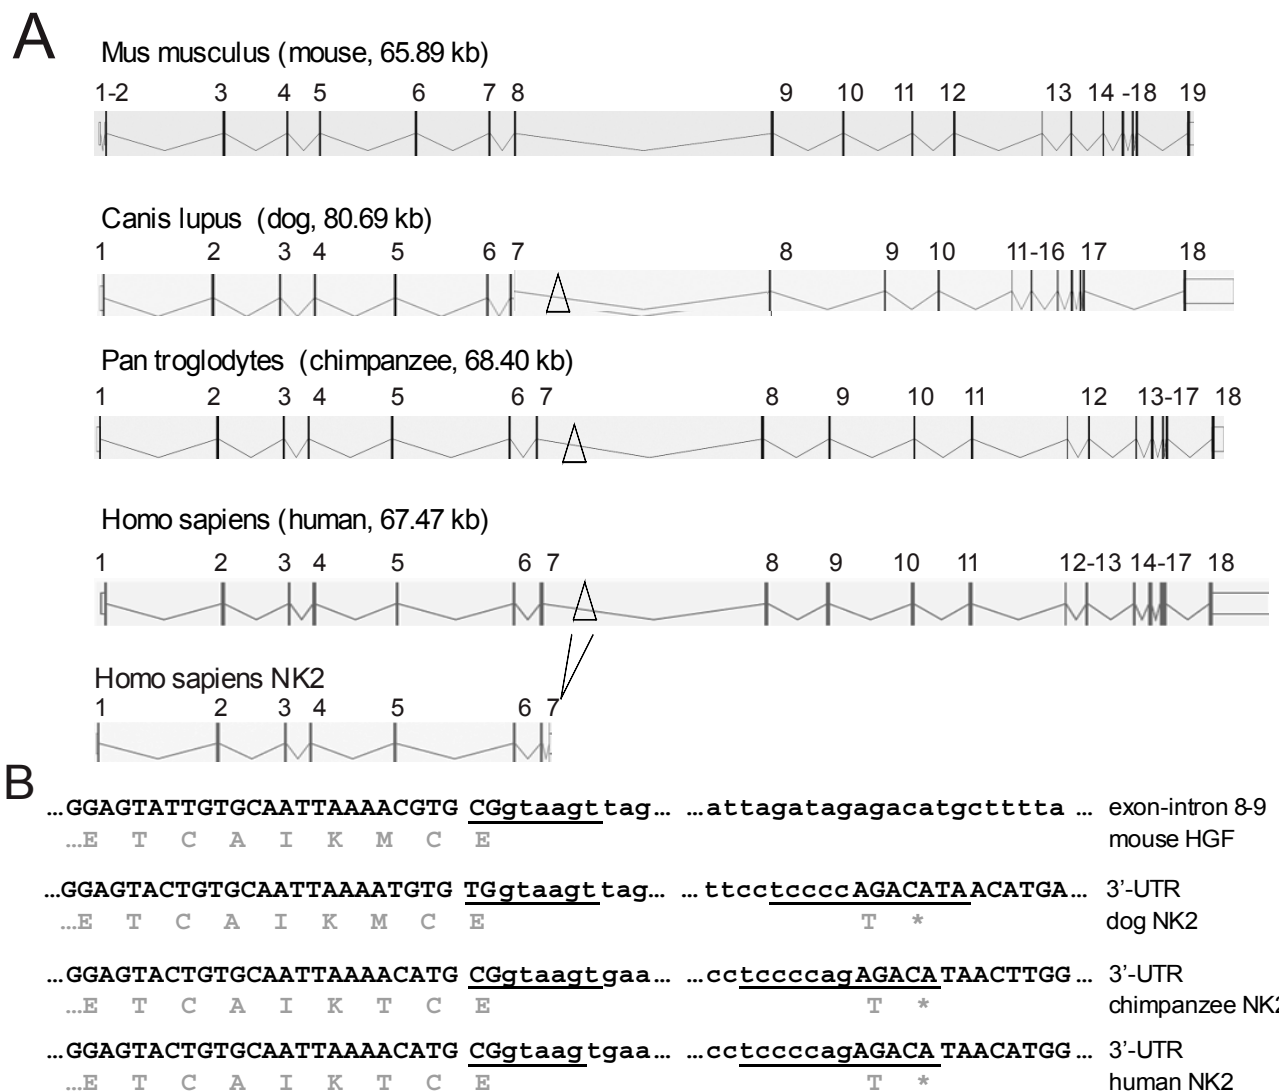 A
Mus musculus (mouse, 65.89 kb)
1-2 3 4 5 6 7 8 9 10 11 12 13 14 -18 19
Canis lupus (dog, 80.69 kb)
1 2 3 4 5 6 7 8 9 10 11-16 17 18
Pan troglodytes (chimpanzee, 68.40 kb)
1 2 3 4 5 6 7 8 9 10 11 12 13-17 18
Homo sapiens (human, 67.47 kb)
1 2 3 4 5 6 7 8 9 10 11 12-13 14-17 18
Homo sapiens NK2
1 2 3 4 5 6 7
B
...GGAGTATTGTGCAATTAAAACGTG CGgtaagttag... ...attagatagagacatgctttta ... exon-intron 8-9
...E T C A I K M C E mouse HGF
...GGAGTACTGTGCAATTAAAATGTG TGgtaagttag... ...ttcctccccAGACATAACATGA... 3'-UTR
...E T C A I K M C E T * dog NK2
...GGAGTACTGTGCAATTAAAACATG CGgtaagtgaa... ...cctccccagAGACATAACTTGG... 3'-UTR
...E T C A I K T C E T * chimpanzee NK2
...GGAGTACTGTGCAATTAAAACATG CGgtaagtgaa... ...cctccccagAGACATAACATGG... 3'-UTR
...E T C A I K T C E T * human NK2